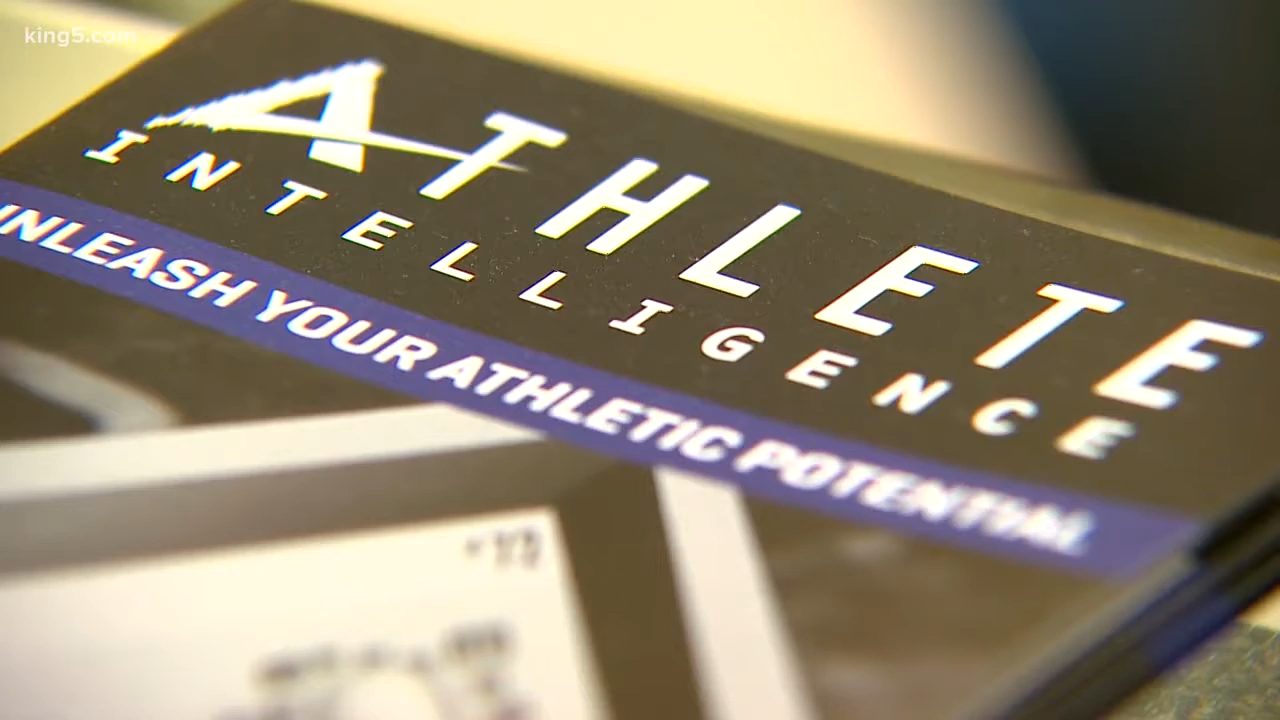 king5.com
ATHLETE
INTELLIGENCE
UNLEASH YOUR ATHLETIC POTENTIAL